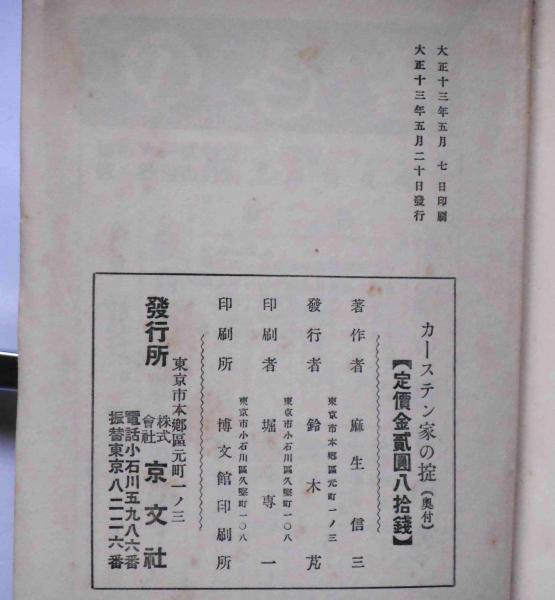 大正十三年五月七日印刷
大正十三年五月二十日發行
カーステン家の掟(奧付)
【定價金貳圓八拾錢】
著作者 麻生信三
東京市本鄕區元町一ノ三
發行者 鈴木芃
東京市小石川區久堅町一〇八
印刷者 堀専一
東京市小石川區久堅町一〇八
印刷所 博文館印刷所
東京市本鄕區元町一ノ三
發行所 株式會社 京文社
電話小石川五九八六番
振替東京八二二六番